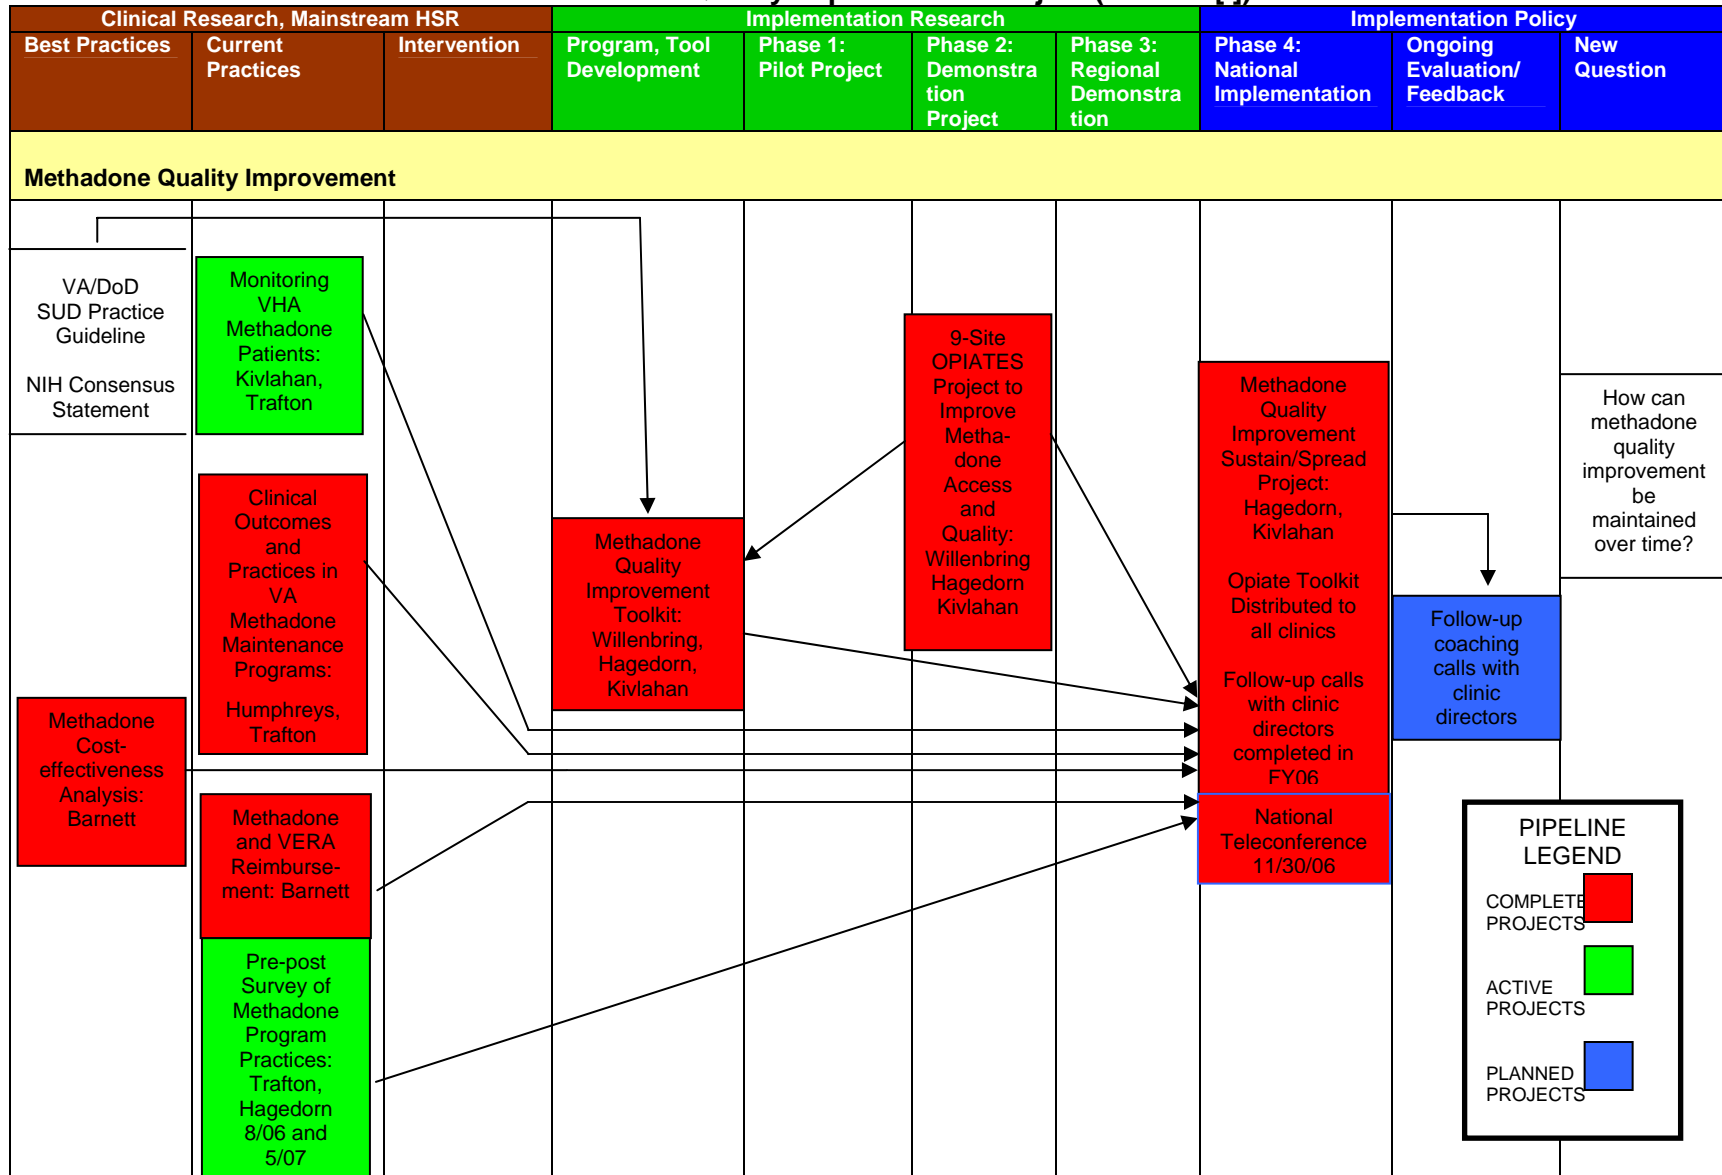 Clinical Research, Mainstream HSR
Implementation Research
Implementation Policy
Best Practices
Current
Practices
Intervention
Program, Tool
Development
Phase 1:
Pilot Project
Phase 2:
Demonstra
tion
Project
Phase 3:
Regional
Demonstra
tion
Phase 4:
National
Implementation
Ongoing
Evaluation/
Feedback
New
Question
Methadone Quality Improvement
VA/DoD
SUD Practice
Guideline
NIH Consensus
Statement
Methadone
Cost-
effectiveness
Analysis:
Barnett
Monitoring
VHA
Methadone
Patients:
Kivlahan,
Trafton
Clinical
Outcomes
and
Practices in
VA
Methadone
Maintenance
Programs:
Humphreys,
Trafton
Methadone
and VERA
Reimburse-
ment: Barnett
Pre-post
Survey of
Methadone
Program
Practices:
Trafton,
Hagedorn
8/06 and
5/07
Methadone
Quality
Improvement
Toolkit:
Willenbring,
Hagedorn,
Kivlahan
9-Site
OPIATES
Project to
Improve
Metha-
done
Access
and
Quality:
Willenbring
Hagedorn
Kivlahan
Methadone
Quality
Improvement
Sustain/Spread
Project:
Hagedorn,
Kivlahan
Opiate Toolkit
Distributed to
all clinics
Follow-up calls
with clinic
directors
completed in
FY06
National
Teleconference
11/30/06
Follow-up
coaching
calls with
clinic
directors
How can
methadone
quality
improvement
be
maintained
over time?
PIPELINE
LEGEND
COMPLETE
PROJECTS
ACTIVE
PROJECTS
PLANNED
PROJECTS